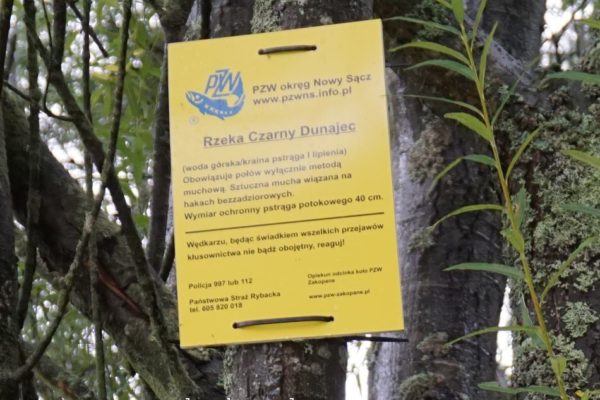 PZW
PZW okręg Nowy Sącz
www.pzwns.info.pl
®
Rzeka Czarny Dunajec
(woda górska/kraina pstrąga I lipienia)
Obowiązuje połów wyłącznie metodą
muchową. Sztuczna mucha wiązana na
hakach bezzadziorowych.
Wymiar ochronny pstrąga potokowego 40 cm.
Wędkarzu, będąc świadkiem wszelkich przejawów
kłusownictwa nie bądź obojętny, reaguj!
Policja 997 lub 112
Państwowa Straż Rybacka
tel. 605 820 018
Opiekun odcinka koło PZW
Zakopane
www.pzw-zakopane.pl